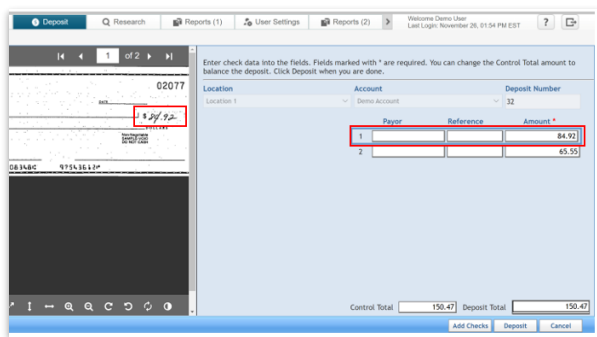 Deposit Research Reports (1) User Settings Reports (2) > Welcome Demo User
Last Login: November 26, 01:54 PM EST ?
1 of 2
Enter check data into the fields. Fields marked with * are required. You can change the Control Total amount to
balance the deposit. Click Deposit when you are done.
02077
Location Account Deposit Number
Location 1 Demo Account 32
DATE
$ 84.92
DOLLARS
Payor Reference Amount *
Non-Negotiable
SAMPLE VOID
DO NOT CASH
1 84.92
2 65.55
Control Total 150.47 Deposit Total 150.47
Add Checks Deposit Cancel